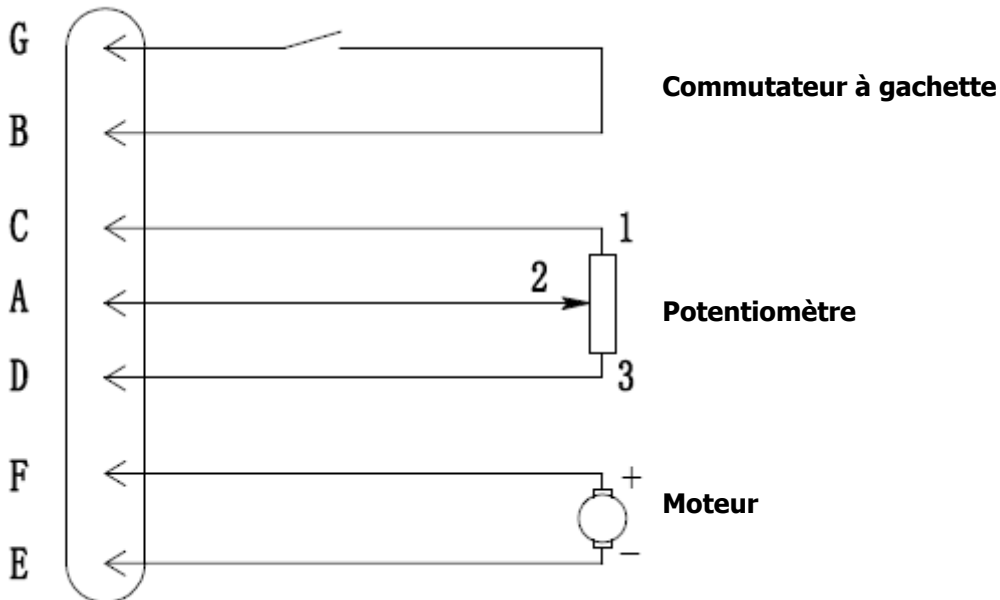 G
Commutateur à gachette
B
C
1
A
2
Potentiomètre
D
3
F
+
Moteur
E
−